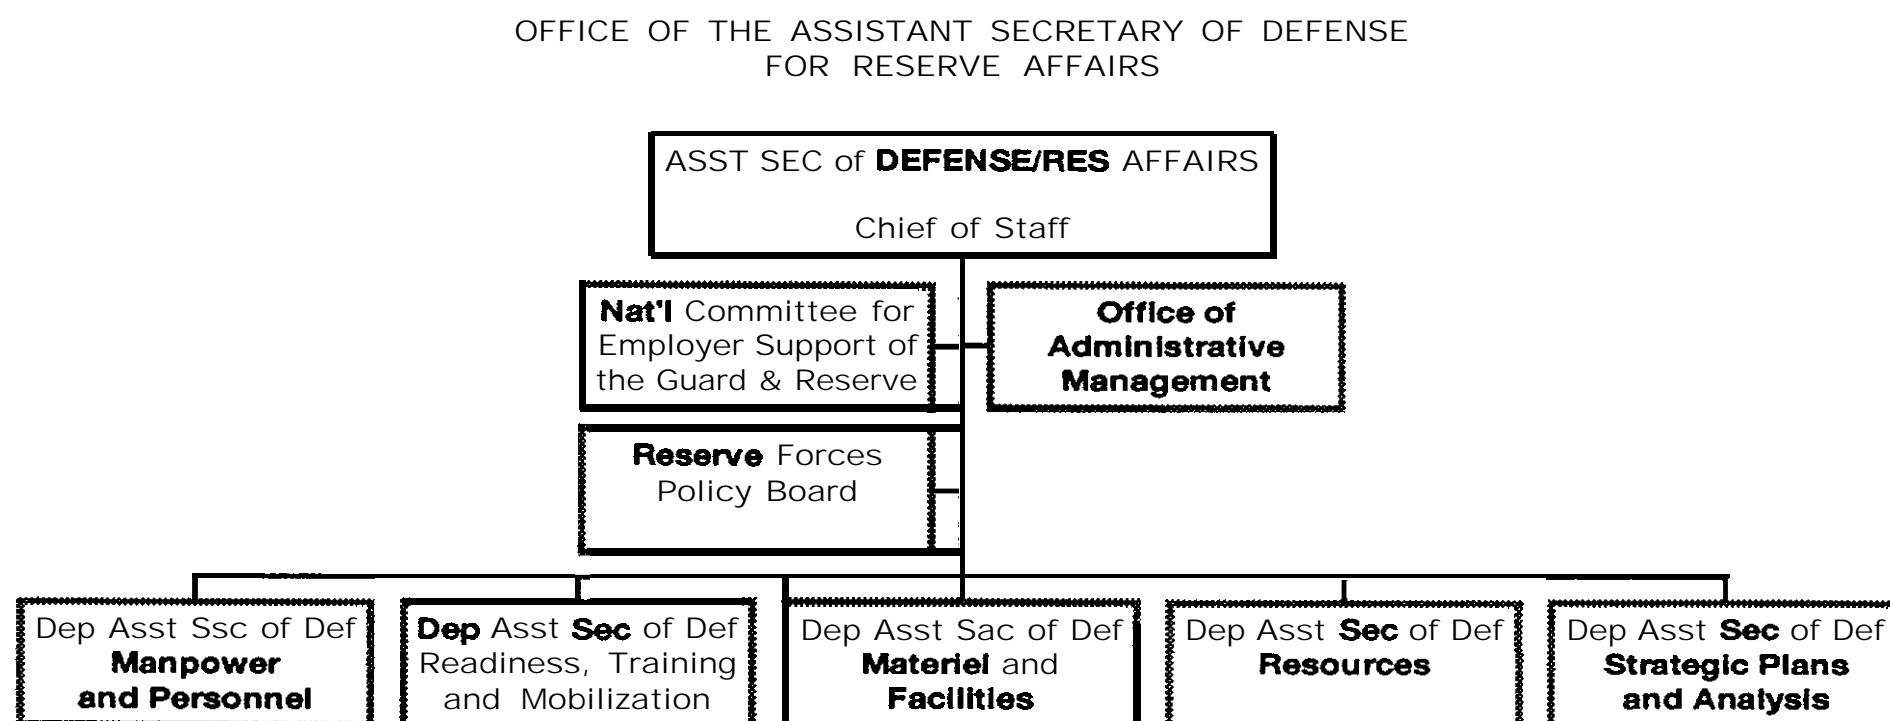 OFFICE OF THE ASSISTANT SECRETARY OF DEFENSE
FOR RESERVE AFFAIRS
ASST SEC of DEFENSE/RES AFFAIRS
Chief of Staff
Nat'l Committee for
Employer Support of
the Guard & Reserve
Office of
Administrative
Management
Reserve Forces
Policy Board
Dep Asst Ssc of Def
Manpower
and Personnel
Dep Asst Sec of Def
Readiness, Training
and Mobilization
Dep Asst Sac of Def
Materiel and
Facilities
Dep Asst Sec of Def
Resources
Dep Asst Sec of Def
Strategic Plans
and Analysis